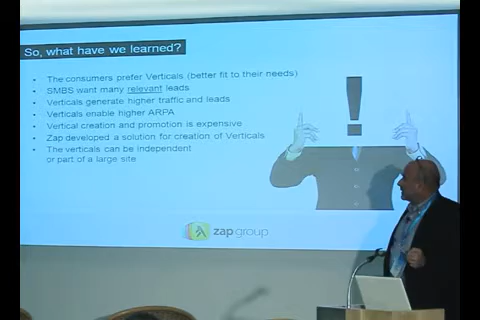 So, what have we learned?
• The consumers prefer Verticals (better fit to their needs)
• SMBS want many relevant leads
• Verticals generate higher traffic and leads
• Verticals enable higher ARPA
• Vertical creation and promotion is expensive
• Zap developed a solution for creation of Verticals
• The verticals can be independent
or part of a large site
zap group